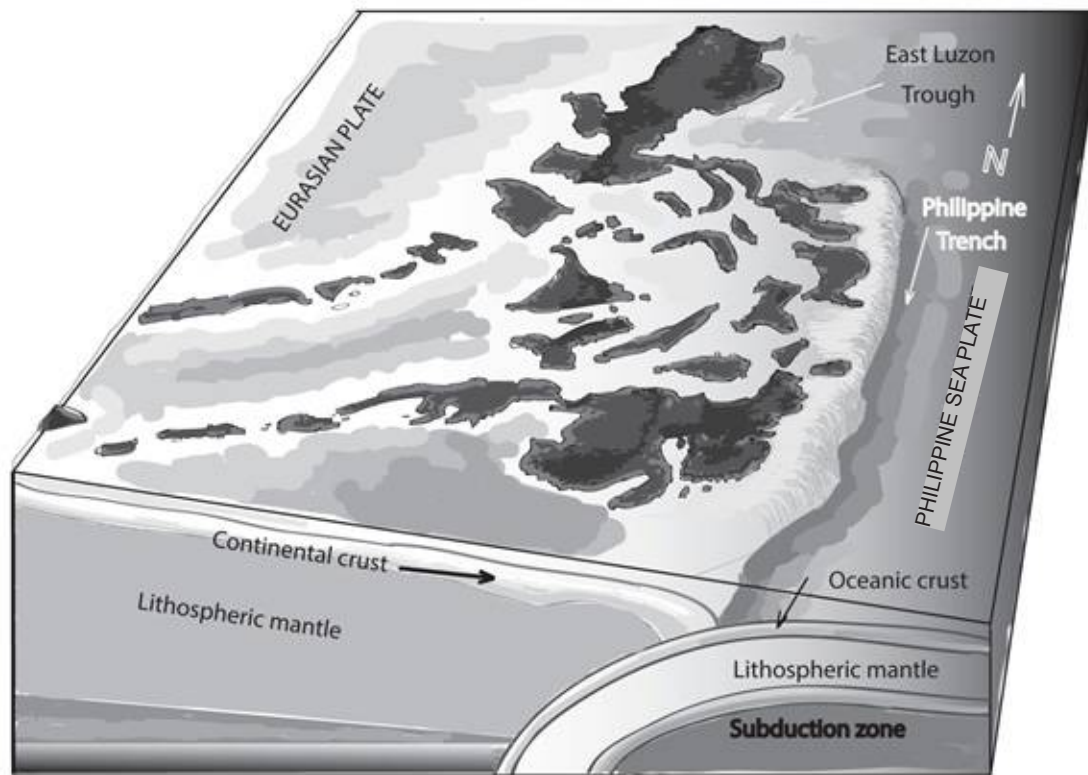 East Luzon
Trough
N
EURASIAN PLATE
Philippine
Trench
PHILIPPINE SEA PLATE
Continental crust
Oceanic crust
Lithospheric mantle
Lithospheric mantle
Subduction zone